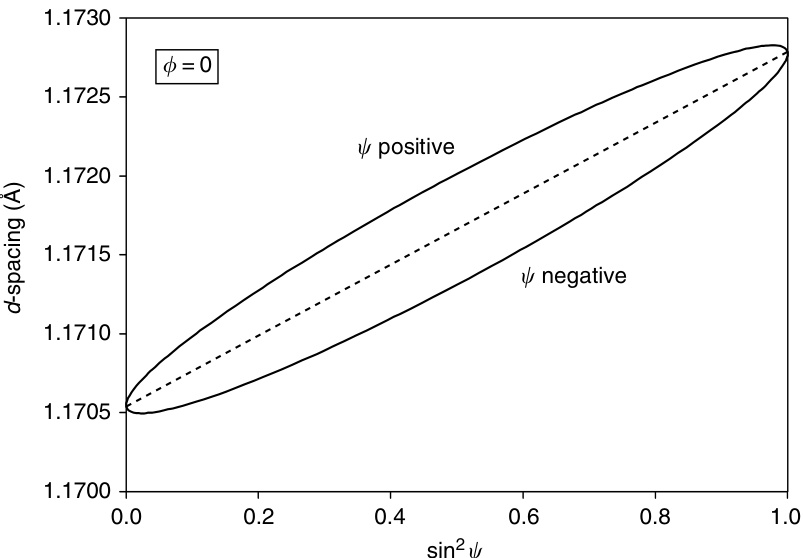 1.1730
ϕ = 0
1.1725
ψ positive
1.1720
d-spacing (Å)
1.1715
ψ negative
1.1710
1.1705
1.1700
0.0 0.2 0.4 0.6 0.8 1.0
sin² ψ